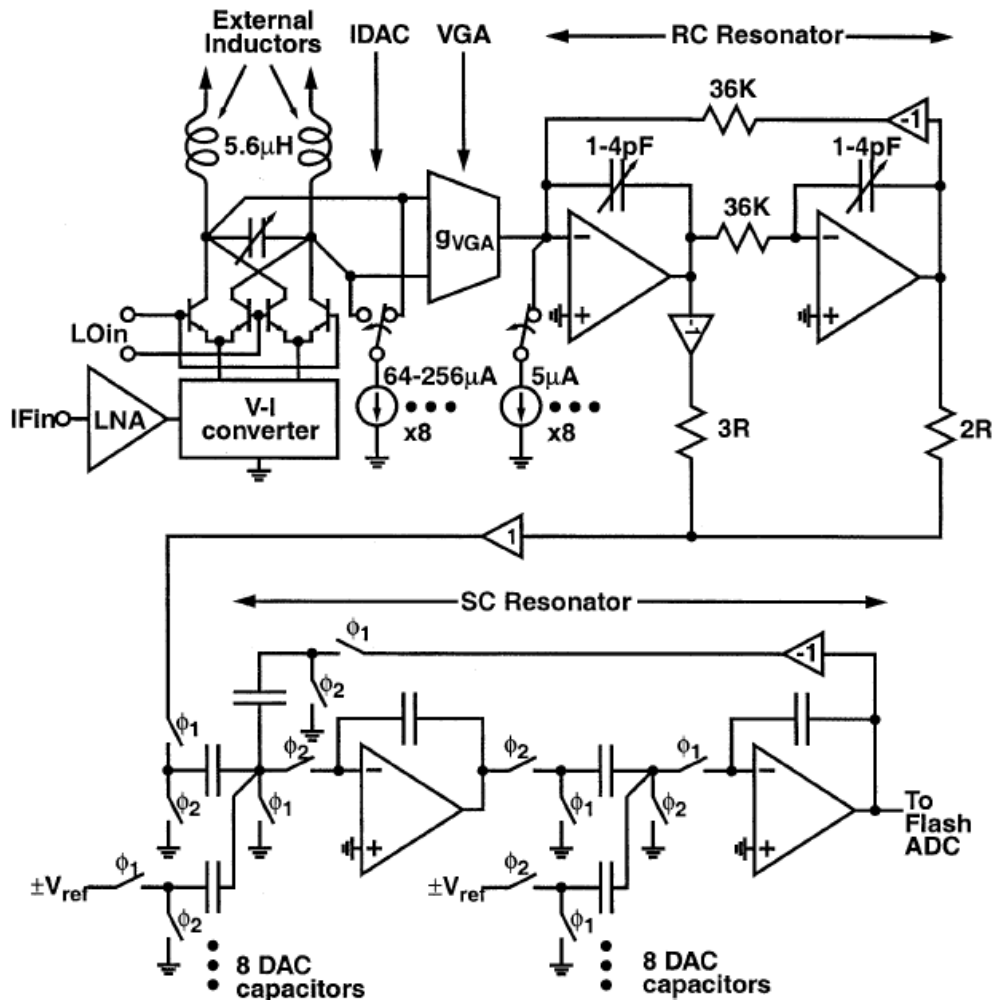 External
Inductors
IDAC
VGA
RC Resonator
36K
-1
5.6µH
1-4pF
1-4pF
36K
gVGA
−
−
+
+
LOin
-1
64-256µA
5µA
IFin
LNA
V-I
converter
x8
x8
3R
2R
1
SC Resonator
ϕ1
-1
ϕ2
ϕ1
ϕ2
−
ϕ2
ϕ1
−
ϕ2
ϕ1
ϕ1
ϕ2
To
Flash
ADC
+
+
ϕ1
ϕ2
±Vref
±Vref
ϕ2
ϕ1
8 DAC
capacitors
8 DAC
capacitors